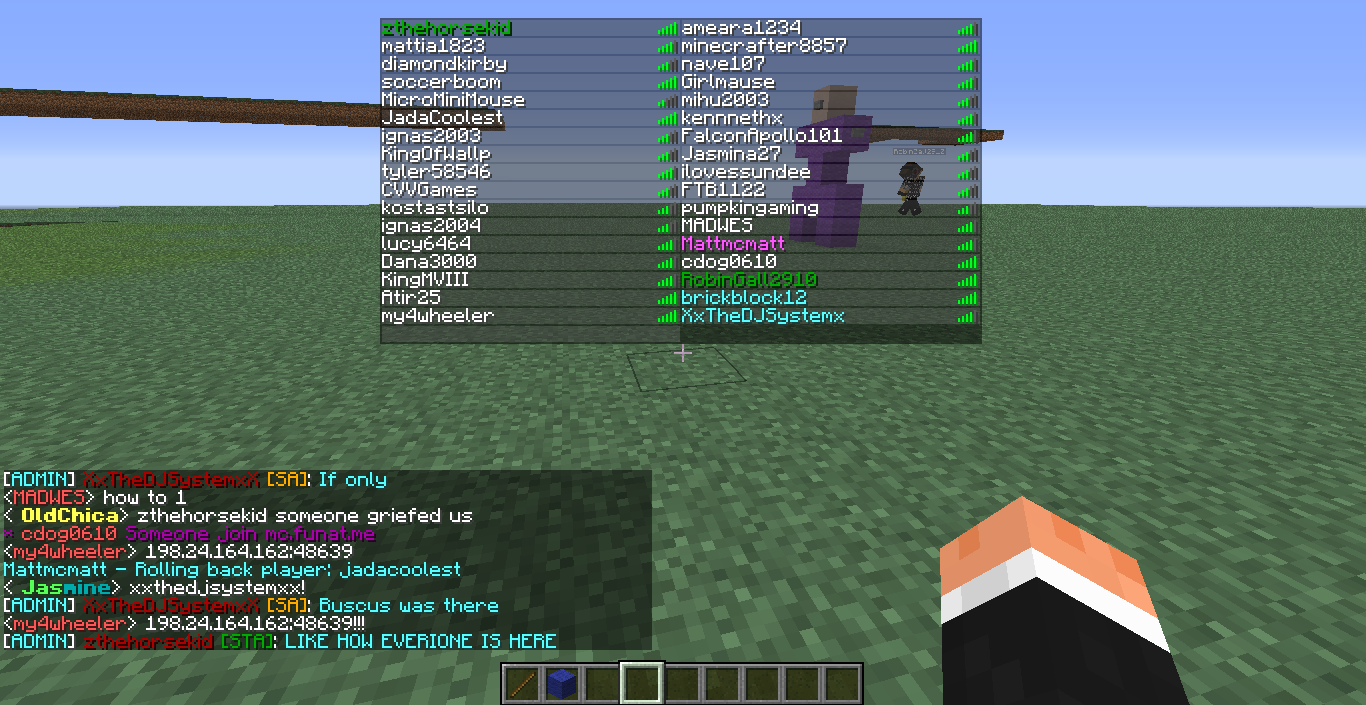 zthehorsekid ameara1234
mattia1823 minecrafter8857
diamondkirby nave107
soccerboom Girlmause
MicroMiniMouse mihu2003
JadaCoolest kennnethx
ignas2003 FalconApollo101
KingOfWallp Jasmina27
tyler58546 ilovessundee
CVVGames FTB1122
kostastsilo pumpkingaming
ignas2004 MADWES
lucy6464 Mattmcmatt
Dana3000 cdog0610
KingMVIII RobinGall2910
Atir25 brickblock12
my4wheeler XxTheDJSystemx
[ADMIN] XxTheDJSystemxX [SA]: If only
<MADWES> how to 1
< OldChica> zthehorsekid someone griefed us
* cdog0610 Someone join mc.funat.me
<my4wheeler> 198.24.164.162:48639
Mattmcmatt - Rolling back player: jadacoolest
< Jasmine> xxthedjsystemxx!
[ADMIN] XxTheDJSystemxX [SA]: Buscus was there
<my4wheeler> 198.24.164.162:48639!!!
[ADMIN] zthehorsekid [STA]: LIKE HOW EVERIONE IS HERE